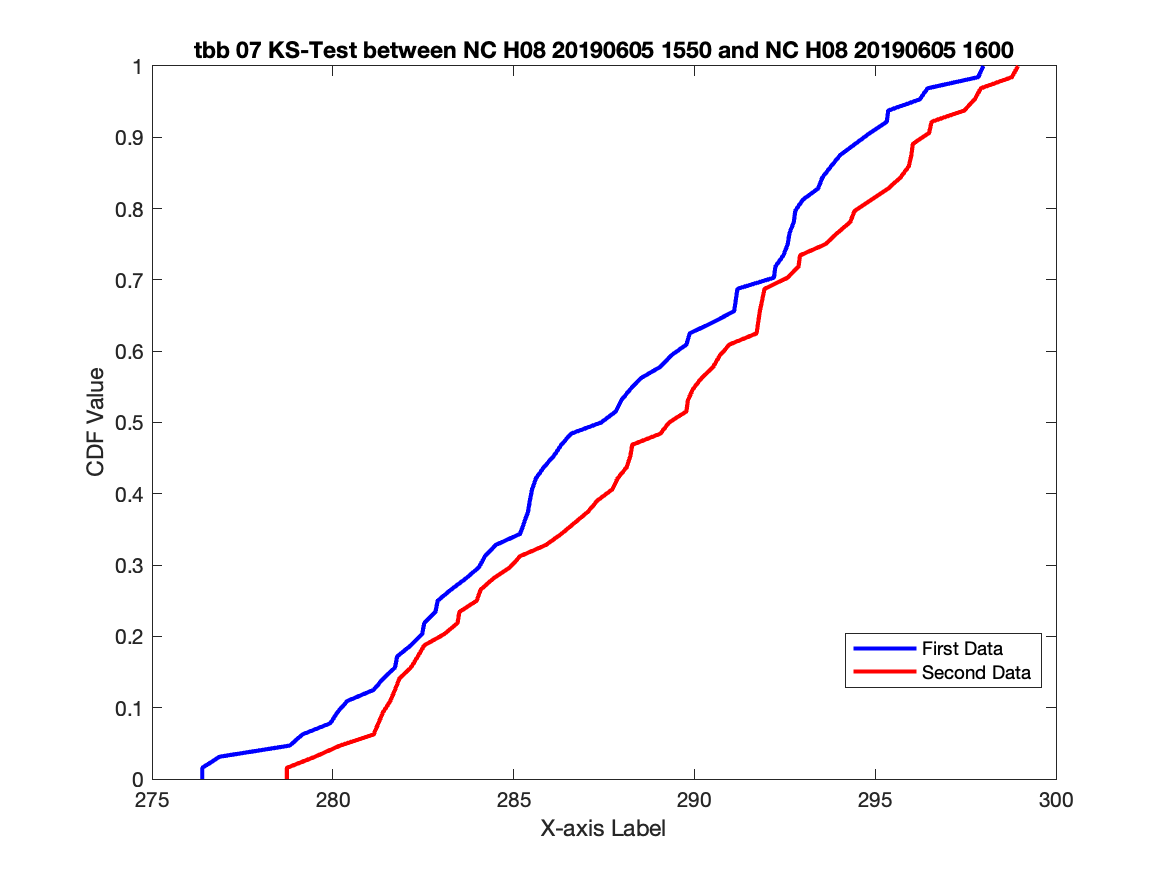 tbb 07 KS-Test between NC H08 20190605 1550 and NC H08 20190605 1600
1
0.9
0.8
0.7
0.6
0.5
0.4
0.3
0.2
0.1
0
CDF Value
First Data
Second Data
275 280 285 290 295 300
X-axis Label